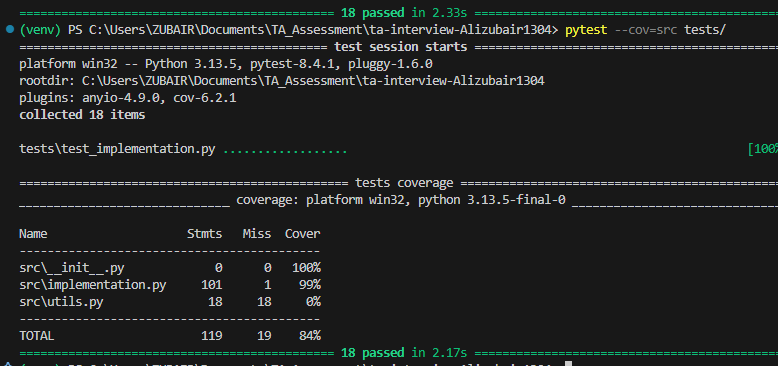 ============================================= 18 passed in 2.33s =============================================
(venv) PS C:\Users\ZUBAIR\Documents\TA_Assessment\ta-interview-Alizubair1304> pytest --cov=src tests/
============================================ test session starts ============================================
platform win32 -- Python 3.13.5, pytest-8.4.1, pluggy-1.6.0
rootdir: C:\Users\ZUBAIR\Documents\TA_Assessment\ta-interview-Alizubair1304
plugins: anyio-4.9.0, cov-6.2.1
collected 18 items
tests\test_implementation.py .................. [100%
=============================================== tests coverage ===============================================
______________________________ coverage: platform win32, python 3.13.5-final-0 ______________________________
Name Stmts Miss Cover
-------------------------------------------
src\__init__.py 0 0 100%
src\implementation.py 101 1 99%
src\utils.py 18 18 0%
-------------------------------------------
TOTAL 119 19 84%
============================================= 18 passed in 2.17s =============================================